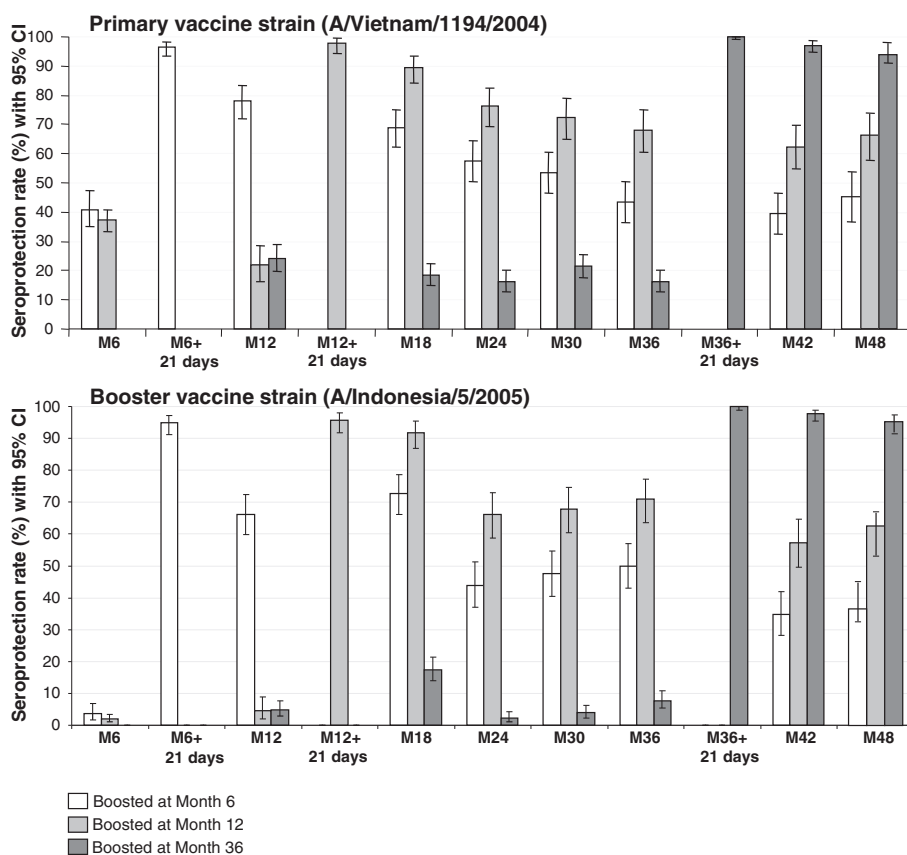 Primary vaccine strain (A/Vietnam/1194/2004)
Seroprotection rate (%) with 95% CI
100
90
80
70
60
50
40
30
20
10
0
M6 M6+ 21 days M12 M12+ 21 days M18 M24 M30 M36 M36+ 21 days M42 M48
Booster vaccine strain (A/Indonesia/5/2005)
Seroprotection rate (%) with 95% CI
100
90
80
70
60
50
40
30
20
10
0
M6 M6+ 21 days M12 M12+ 21 days M18 M24 M30 M36 M36+ 21 days M42 M48
Boosted at Month 6
Boosted at Month 12
Boosted at Month 36